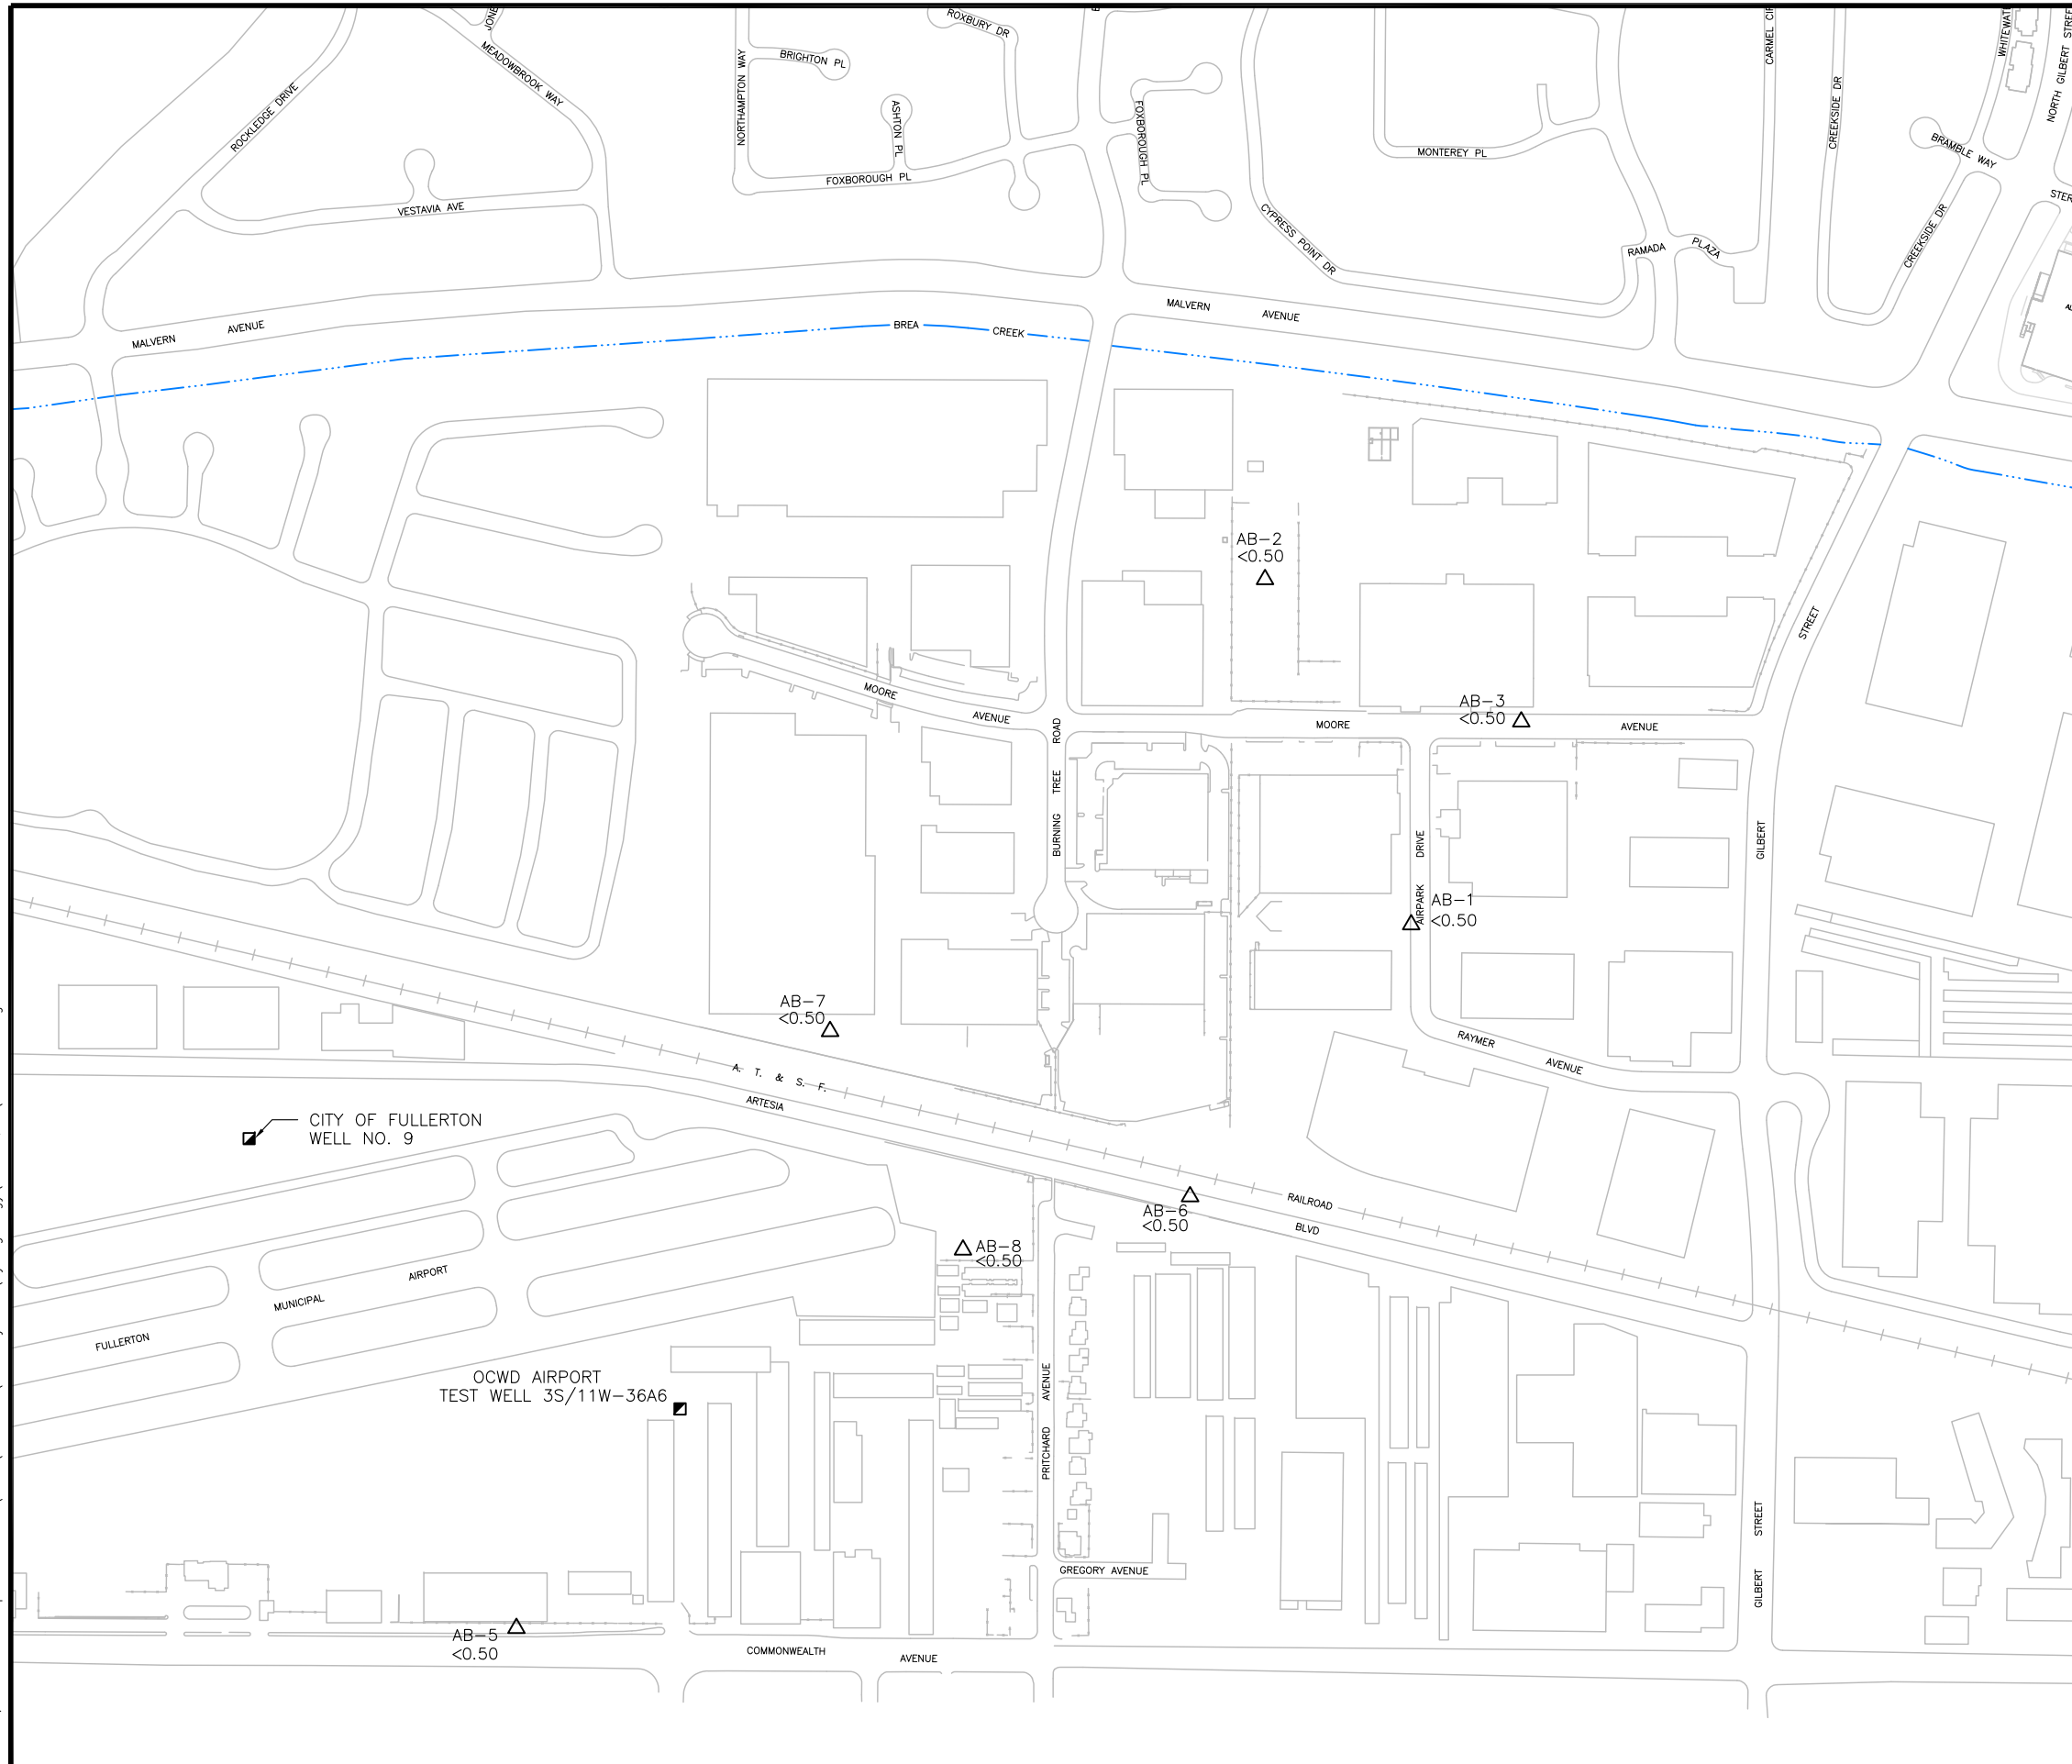 ROXBURY DR
BRIGHTON PL
MEADOWBROOK WAY
ROCKLEDGE DRIVE
NORTHAMPTON WAY
ASHTON PL
FOXBOROUGH PL
FOXBOROUGH PL
VESTAVIA AVE
MONTEREY PL
CYPRESS POINT DR
RAMADA PLAZA
CREEKSIDE DR
CREEKSIDE DR
BRAMBLE WAY
NORTH GILBERT
MALVERN AVENUE
MALVERN AVENUE
BREA CREEK
AB-2
<0.50
STREET
MOORE
AVENUE
AB-3
<0.50
MOORE
AVENUE
BURNING TREE ROAD
AIRPARK DRIVE
GILBERT
AB-1
<0.50
AB-7
<0.50
RAYMER
AVENUE
A. T. & S. F.
ARTESIA
CITY OF FULLERTON
WELL NO. 9
RAILROAD
AB-6
<0.50
BLVD
AB-8
<0.50
FULLERTON MUNICIPAL AIRPORT
OCWD AIRPORT
TEST WELL 3S/11W-36A6
PRITCHARD AVENUE
GILBERT STREET
GREGORY AVENUE
AB-5
<0.50
COMMONWEALTH
AVENUE